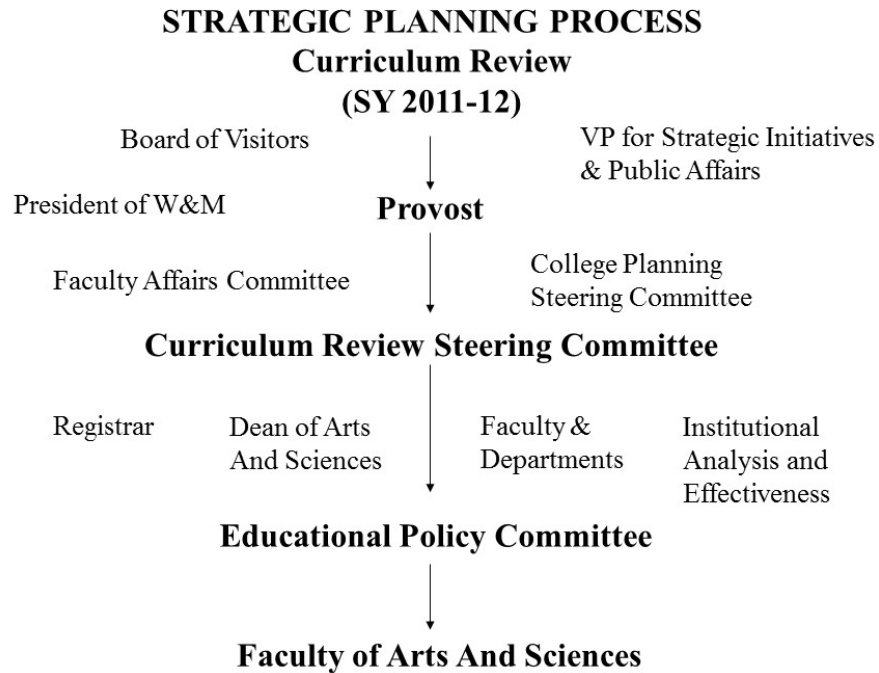 STRATEGIC PLANNING PROCESS
Curriculum Review
(SY 2011-12)
Board of Visitors
VP for Strategic Initiatives
& Public Affairs
President of W&M
Provost
Faculty Affairs Committee
College Planning
Steering Committee
Curriculum Review Steering Committee
Registrar
Dean of Arts
And Sciences
Faculty &
Departments
Institutional
Analysis and
Effectiveness
Educational Policy Committee
Faculty of Arts And Sciences